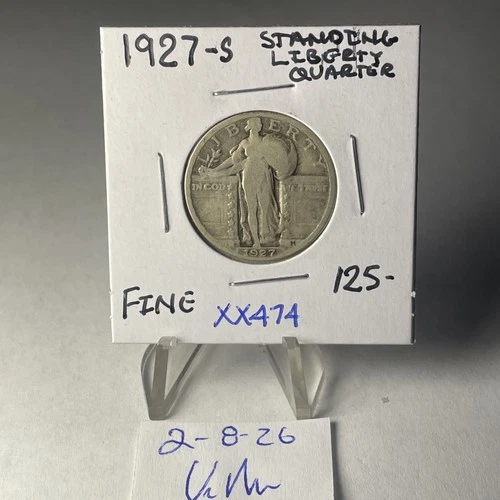 1927-S STANDING
LIBERTY
QUARTER
LIBERTY
IN GOD WE TRUST
M
1927
125-
FINE
XX474
2-8-26